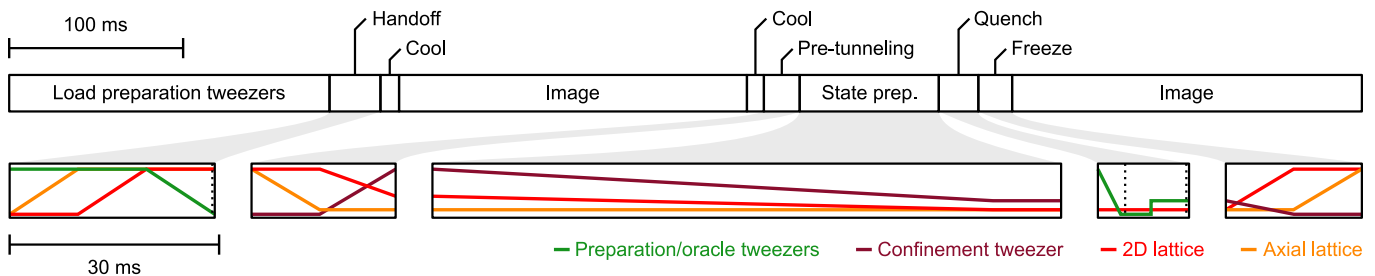 100 ms
Handoff
Cool
Cool
Pre-tunneling
Quench
Freeze
Load preparation tweezers
Image
State prep.
Image
30 ms
Preparation/oracle tweezers
Confinement tweezer
2D lattice
Axial lattice